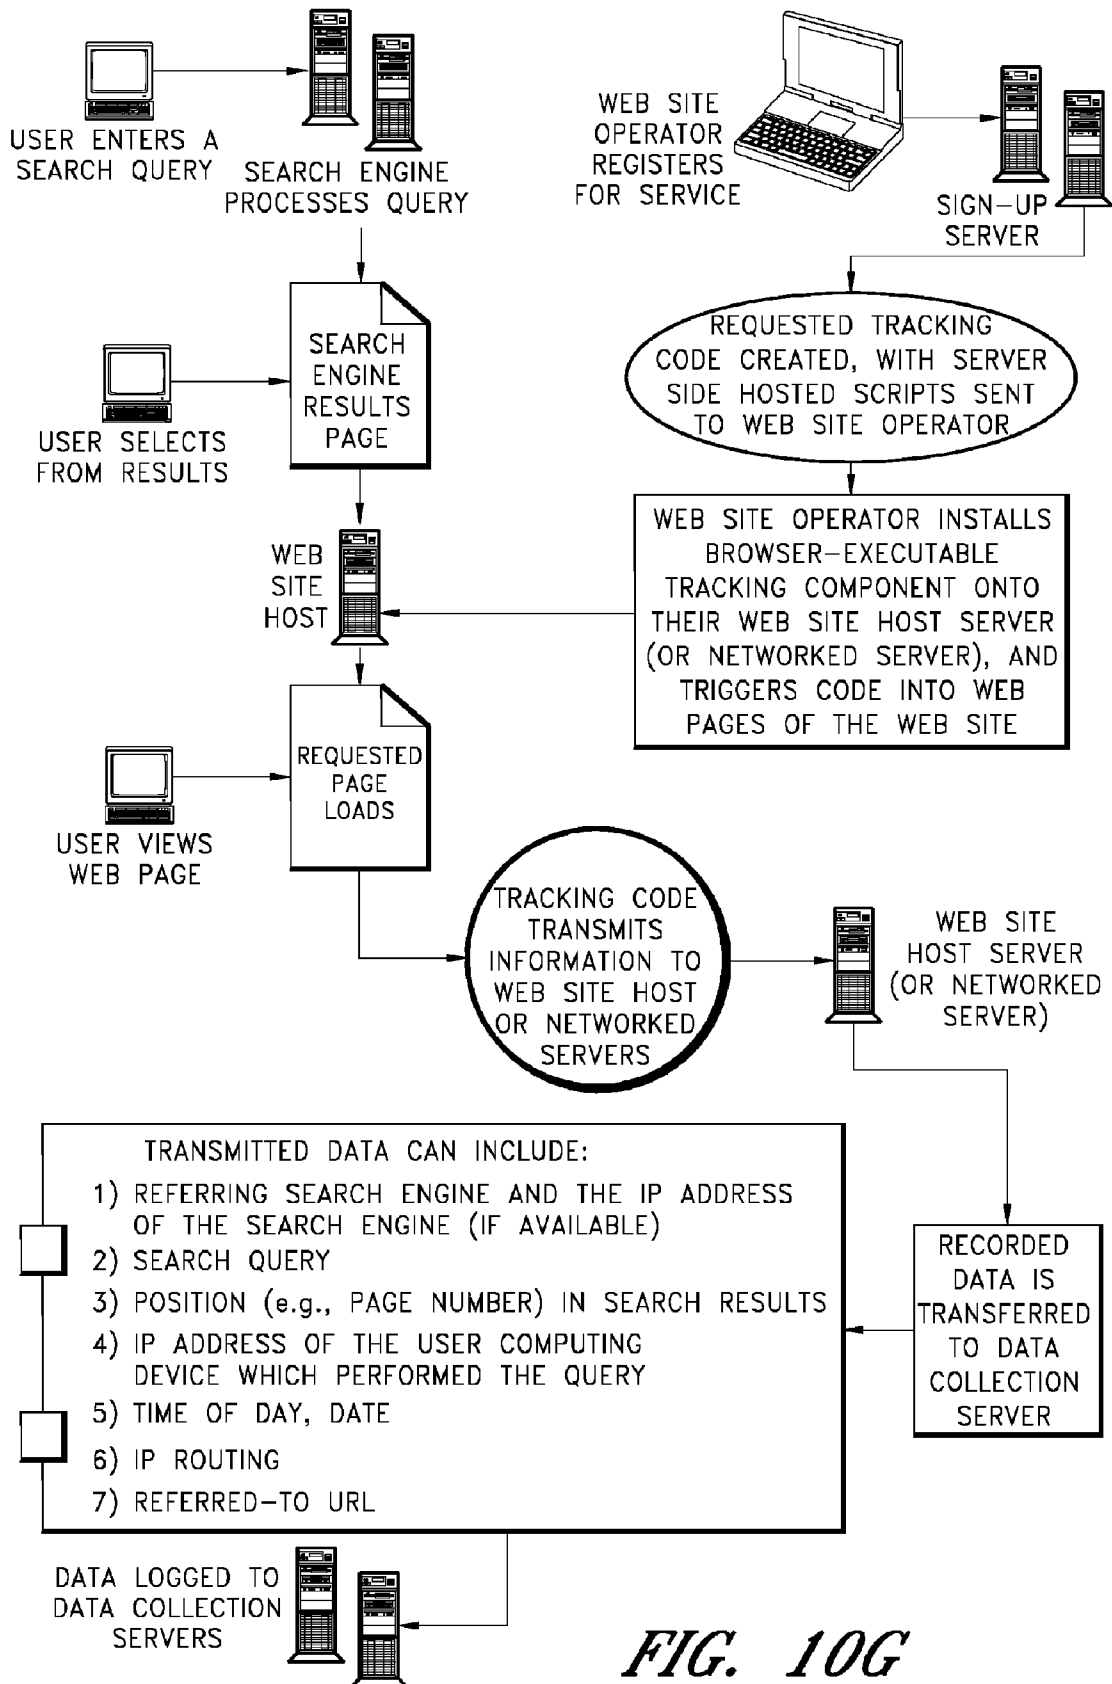 USER ENTERS A
SEARCH QUERY
SEARCH ENGINE
PROCESSES QUERY
WEB SITE
OPERATOR
REGISTERS
FOR SERVICE
SIGN-UP
SERVER
SEARCH
ENGINE
RESULTS
PAGE
REQUESTED TRACKING
CODE CREATED, WITH SERVER
SIDE HOSTED SCRIPTS SENT
TO WEB SITE OPERATOR
USER SELECTS
FROM RESULTS
WEB
SITE
HOST
WEB SITE OPERATOR INSTALLS
BROWSER-EXECUTABLE
TRACKING COMPONENT ONTO
THEIR WEB SITE HOST SERVER
(OR NETWORKED SERVER), AND
TRIGGERS CODE INTO WEB
PAGES OF THE WEB SITE
REQUESTED
PAGE
LOADS
USER VIEWS
WEB PAGE
TRACKING CODE
TRANSMITS
INFORMATION TO
WEB SITE HOST
OR NETWORKED
SERVERS
WEB SITE
HOST SERVER
(OR NETWORKED
SERVER)
TRANSMITTED DATA CAN INCLUDE:
1) REFERRING SEARCH ENGINE AND THE IP ADDRESS
OF THE SEARCH ENGINE (IF AVAILABLE)
2) SEARCH QUERY
3) POSITION (e.g., PAGE NUMBER) IN SEARCH RESULTS
4) IP ADDRESS OF THE USER COMPUTING
DEVICE WHICH PERFORMED THE QUERY
5) TIME OF DAY, DATE
6) IP ROUTING
7) REFERRED-TO URL
RECORDED
DATA IS
TRANSFERRED
TO DATA
COLLECTION
SERVER
DATA LOGGED TO
DATA COLLECTION
SERVERS
FIG. 10G